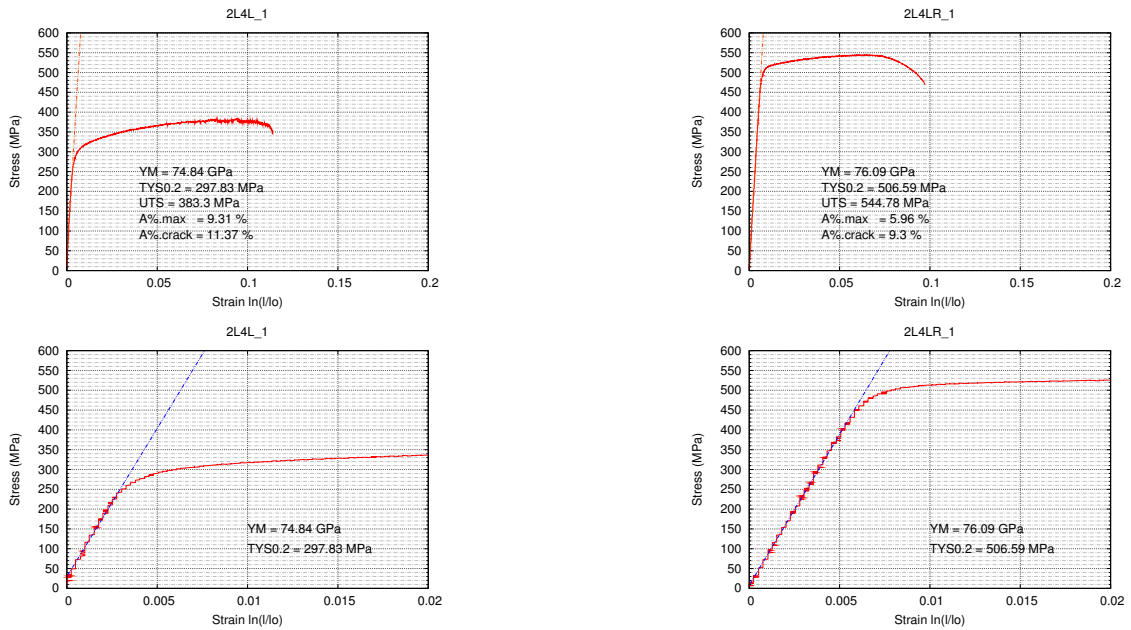 2L4L_1
600
550
500
450
400
350
300
250
200
150
100
50
0
Stress (MPa)
YM = 74.84 GPa
TYS0.2 = 297.83 MPa
UTS = 383.3 MPa
A%.max = 9.31 %
A%.crack = 11.37 %
0 0.05 0.1 0.15 0.2
Strain ln(l/lo)
2L4LR_1
600
550
500
450
400
350
300
250
200
150
100
50
0
Stress (MPa)
YM = 76.09 GPa
TYS0.2 = 506.59 MPa
UTS = 544.78 MPa
A%.max = 5.96 %
A%.crack = 9.3 %
0 0.05 0.1 0.15 0.2
Strain ln(l/lo)
2L4L_1
600
550
500
450
400
350
300
250
200
150
100
50
0
Stress (MPa)
YM = 74.84 GPa
TYS0.2 = 297.83 MPa
0 0.005 0.01 0.015 0.02
Strain ln(l/lo)
2L4LR_1
600
550
500
450
400
350
300
250
200
150
100
50
0
Stress (MPa)
YM = 76.09 GPa
TYS0.2 = 506.59 MPa
0 0.005 0.01 0.015 0.02
Strain ln(l/lo)